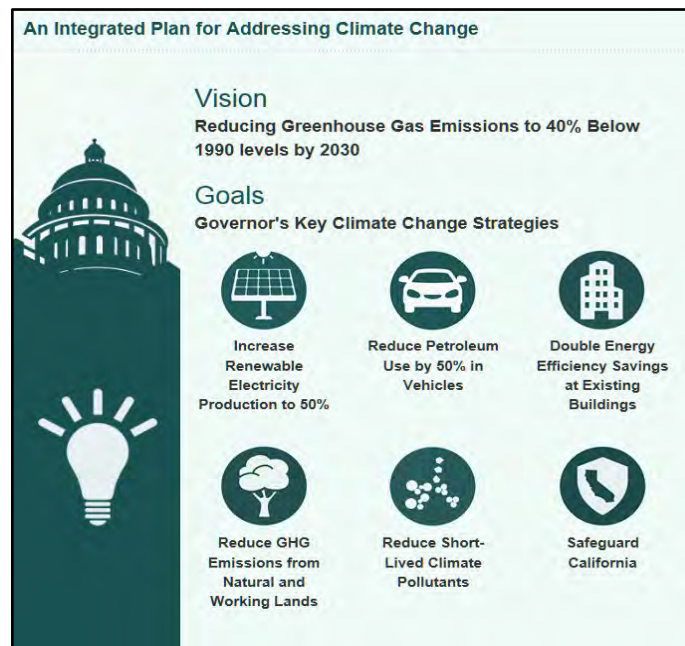 An Integrated Plan for Addressing Climate Change
Vision
Reducing Greenhouse Gas Emissions to 40% Below
1990 levels by 2030
Goals
Governor's Key Climate Change Strategies
Increase
Renewable
Electricity
Production to 50%
Reduce Petroleum
Use by 50% in
Vehicles
Double Energy
Efficiency Savings
at Existing
Buildings
Reduce GHG
Emissions from
Natural and
Working Lands
Reduce Short-
Lived Climate
Pollutants
Safeguard
California